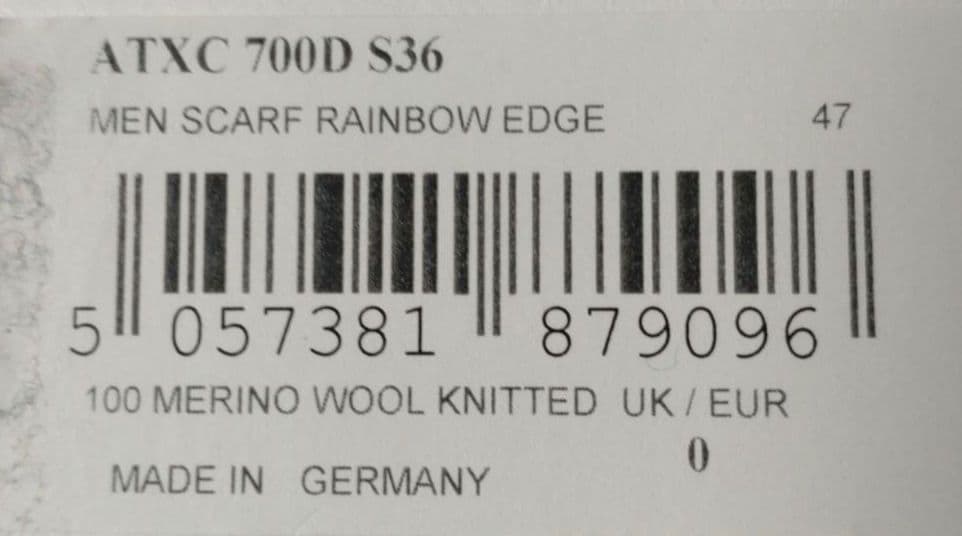 ATXC 700D S36
MEN SCARF RAINBOW EDGE 47
5 057381 879096
100 MERINO WOOL KNITTED UK / EUR
0
MADE IN GERMANY